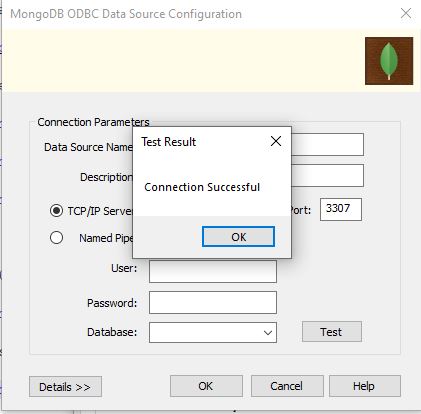 MongoDB ODBC Data Source Configuration
Connection Parameters
Data Source Name
Test Result
Description
Connection Successful
TCP/IP Server
Port:
3307
Named Pipe
OK
User:
Password:
Database:
Test
Details >>
OK
Cancel
Help